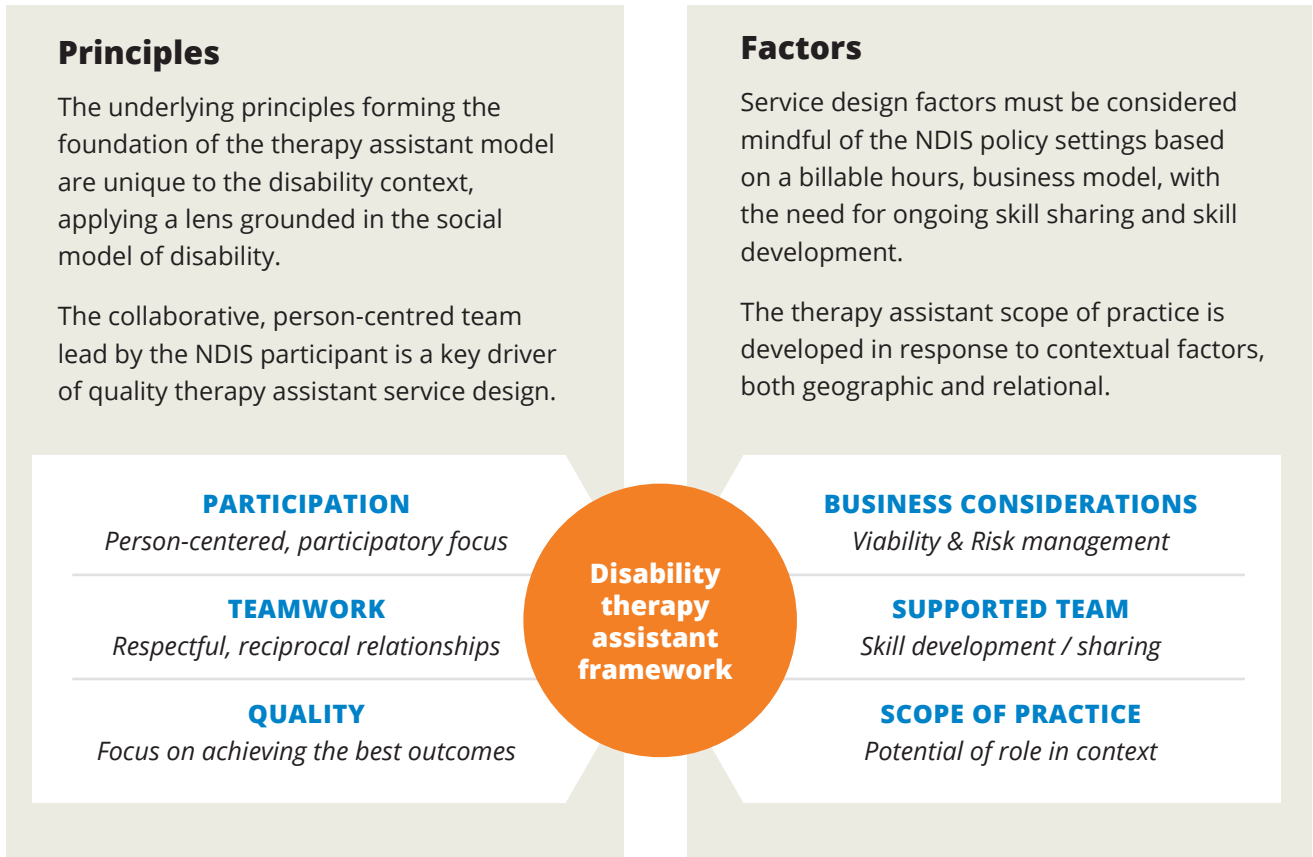 Principles
The underlying principles forming the
foundation of the therapy assistant model
are unique to the disability context,
applying a lens grounded in the social
model of disability.
The collaborative, person-centred team
lead by the NDIS participant is a key driver
of quality therapy assistant service design.
PARTICIPATION
Person-centered, participatory focus
TEAMWORK
Respectful, reciprocal relationships
QUALITY
Focus on achieving the best outcomes
Disability
therapy
assistant
framework
Factors
Service design factors must be considered
mindful of the NDIS policy settings based
on a billable hours, business model, with
the need for ongoing skill sharing and skill
development.
The therapy assistant scope of practice is
developed in response to contextual factors,
both geographic and relational.
BUSINESS CONSIDERATIONS
Viability & Risk management
SUPPORTED TEAM
Skill development / sharing
SCOPE OF PRACTICE
Potential of role in context